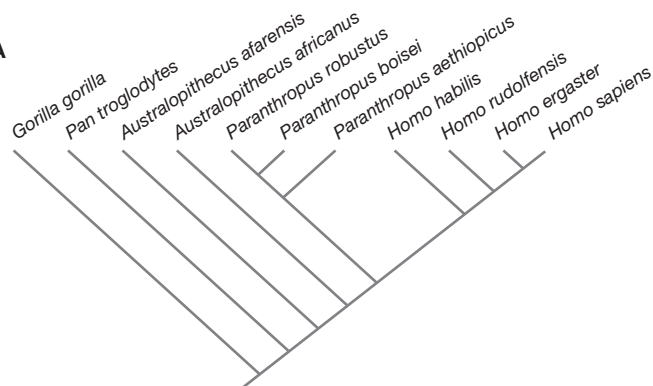 A
Gorilla gorilla
Pan troglodytes
Australopithecus afarensis
Australopithecus africanus
Paranthropus robustus
Paranthropus boisei
Paranthropus aethiopicus
Homo habilis
Homo rudolfensis
Homo ergaster
Homo sapiens